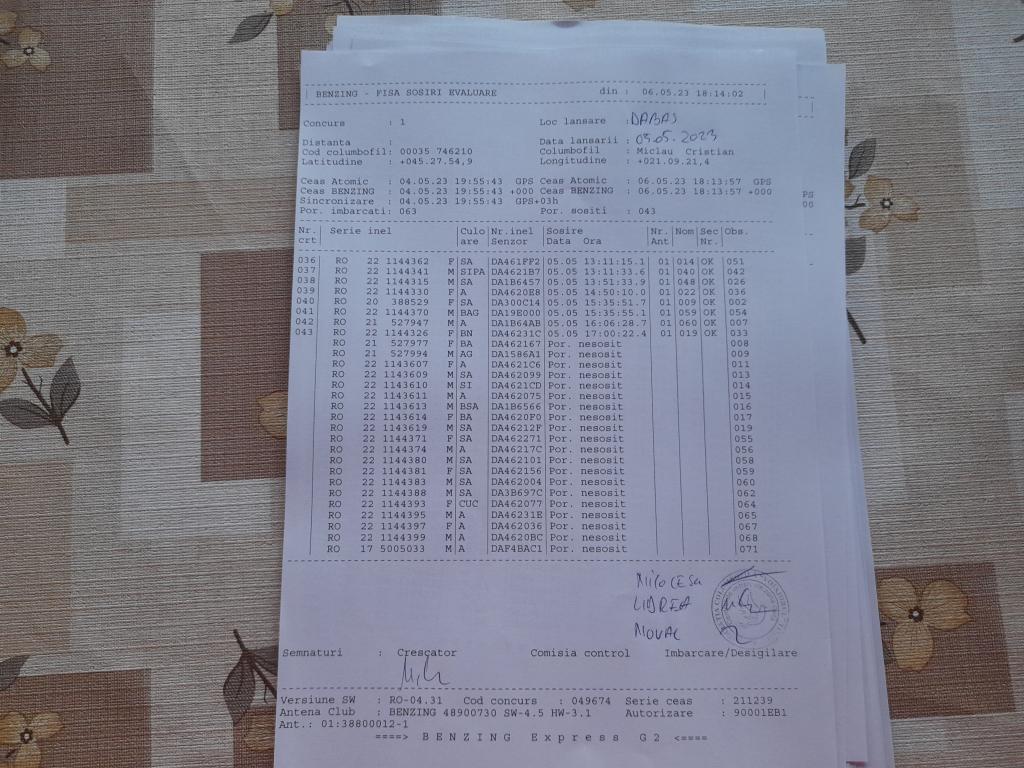 BENZING - FISA SOSIRI EVALUARE din : 06.05.23 18:14:02
Concurs : 1 Loc lansare : DABAS
Distanta : Data lansarii : 05.05.2023
Cod columbofil: 00035 746210 Columbofil : Miclau Cristian
Latitudine : +045.27.54,9 Longitudine : +021.09.21,4
Ceas Atomic : 04.05.23 19:55:43 GPS Ceas Atomic : 06.05.23 18:13:57 GPS
Ceas BENZING : 04.05.23 19:55:43 +000 Ceas BENZING : 06.05.23 18:13:57 +000
Sincronizare : 04.05.23 19:55:43 GPS+03h
Por. imbarcati: 063 Por. sositi : 043
Nr. Serie inel Culo Nr.inel Sosire Nr. Nom Sec Obs.
crt are Senzor Data Ora Ant Nr.
036 RO 22 1144362 F SA DA461FF2 05.05 13:11:15.1 01 014 OK 051
037 RO 22 1144341 M SIPA DA4621B7 05.05 13:11:33.6 01 040 OK 042
038 RO 22 1144315 M SA DA1B6457 05.05 13:51:33.9 01 048 OK 026
039 RO 22 1144330 F A DA4620E8 05.05 14:50:10.0 01 022 OK 036
040 RO 20 388529 F SA DA300C14 05.05 15:35:51.7 01 009 OK 002
041 RO 22 1144370 M BAG DA19E000 05.05 15:35:55.1 01 059 OK 054
042 RO 21 527947 M A DA1B64AB 05.05 16:06:28.7 01 060 OK 007
043 RO 22 1144326 F BN DA46231C 05.05 17:00:22.4 01 019 OK 033
RO 21 527977 F BA DA462167 Por. nesosit 008
RO 21 527994 M AG DA1586A1 Por. nesosit 009
RO 22 1143607 F A DA4621C6 Por. nesosit 011
RO 22 1143609 M SA DA462099 Por. nesosit 013
RO 22 1143610 M SI DA4621CD Por. nesosit 014
RO 22 1143611 M A DA462075 Por. nesosit 015
RO 22 1143613 M BSA DA1B6566 Por. nesosit 016
RO 22 1143614 F BA DA4620F0 Por. nesosit 017
RO 22 1143619 M SA DA46212F Por. nesosit 019
RO 22 1144371 F SA DA462271 Por. nesosit 055
RO 22 1144374 M A DA46217C Por. nesosit 056
RO 22 1144380 M SA DA462101 Por. nesosit 058
RO 22 1144381 F SA DA462156 Por. nesosit 059
RO 22 1144383 M SA DA462004 Por. nesosit 060
RO 22 1144388 M SA DA3B697C Por. nesosit 062
RO 22 1144393 F CUC DA462077 Por. nesosit 064
RO 22 1144395 M A DA46231E Por. nesosit 065
RO 22 1144397 F A DA462036 Por. nesosit 067
RO 22 1144399 M A DA4620BC Por. nesosit 068
RO 17 5005033 M A DAF4BAC1 Por. nesosit 071
LIDREA
NOVAC
Semnaturi : Crescator Comisia control Imbarcare/Desigilare
Versiune SW : RO-04.31 Cod concurs : 049674 Serie ceas : 211239
Antena Club : BENZING 48900730 SW-4.5 HW-3.1 Autorizare : 90001EB1
Ant.: 01:38800012-1
====> BENZING Express G2 <====